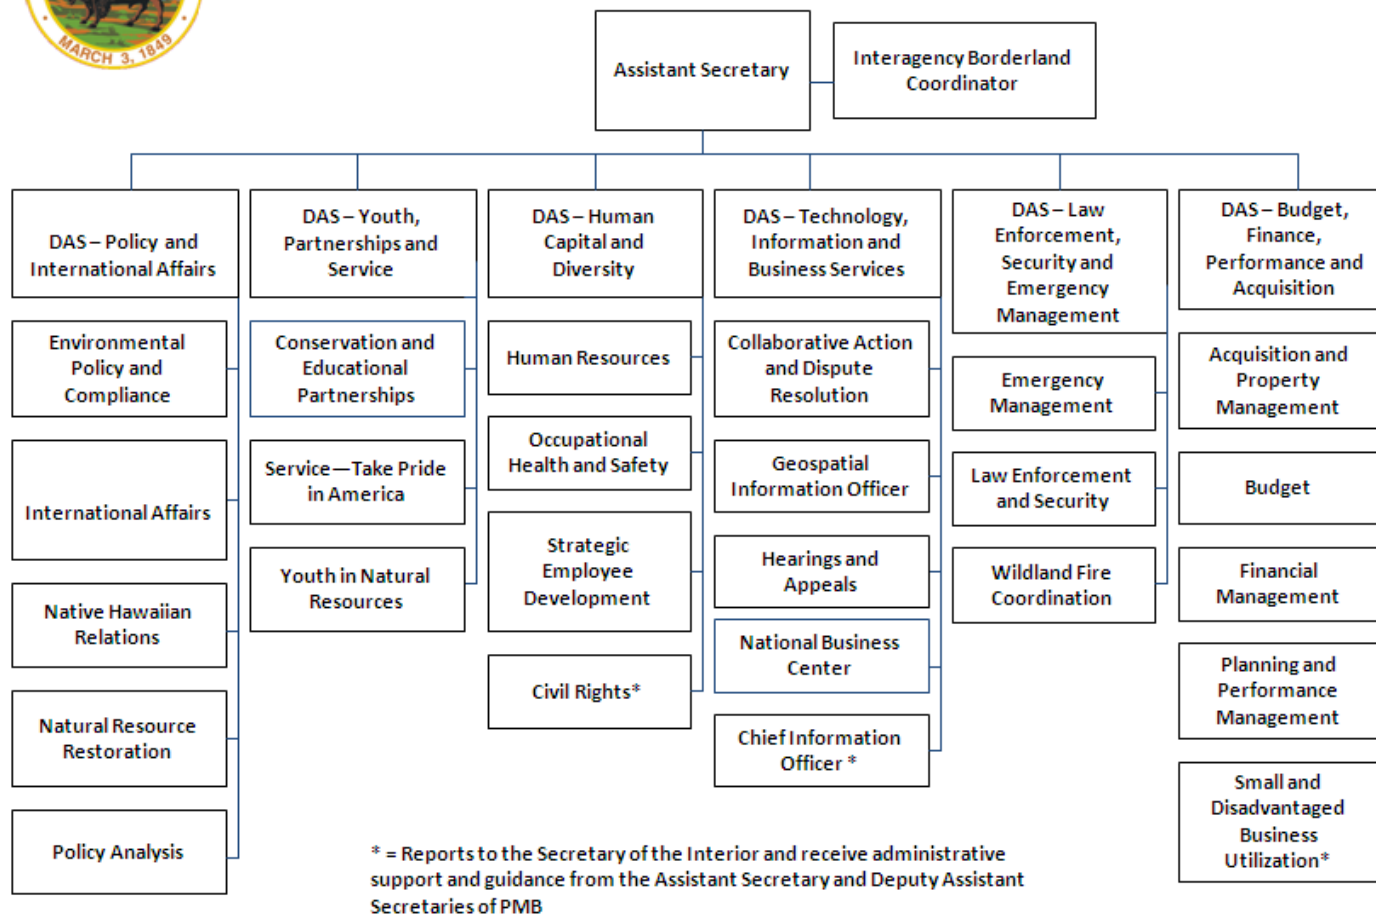 MARCH 3, 1849
Assistant Secretary
Interagency Borderland
Coordinator
DAS – Policy and
International Affairs
Environmental
Policy and
Compliance
International Affairs
Native Hawaiian
Relations
Natural Resource
Restoration
Policy Analysis
DAS – Youth,
Partnerships and
Service
Conservation and
Educational
Partnerships
Service—Take Pride
in America
Youth in Natural
Resources
DAS – Human
Capital and
Diversity
Human Resources
Occupational
Health and Safety
Strategic
Employee
Development
Civil Rights*
DAS – Technology,
Information and
Business Services
Collaborative Action
and Dispute
Resolution
Geospatial
Information Officer
Hearings and
Appeals
National Business
Center
Chief Information
Officer *
DAS – Law
Enforcement,
Security and
Emergency
Management
Emergency
Management
Law Enforcement
and Security
Wildland Fire
Coordination
DAS – Budget,
Finance,
Performance and
Acquisition
Acquisition and
Property
Management
Budget
Financial
Management
Planning and
Performance
Management
Small and
Disadvantaged
Business
Utilization*
* = Reports to the Secretary of the Interior and receive administrative
support and guidance from the Assistant Secretary and Deputy Assistant
Secretaries of PMB